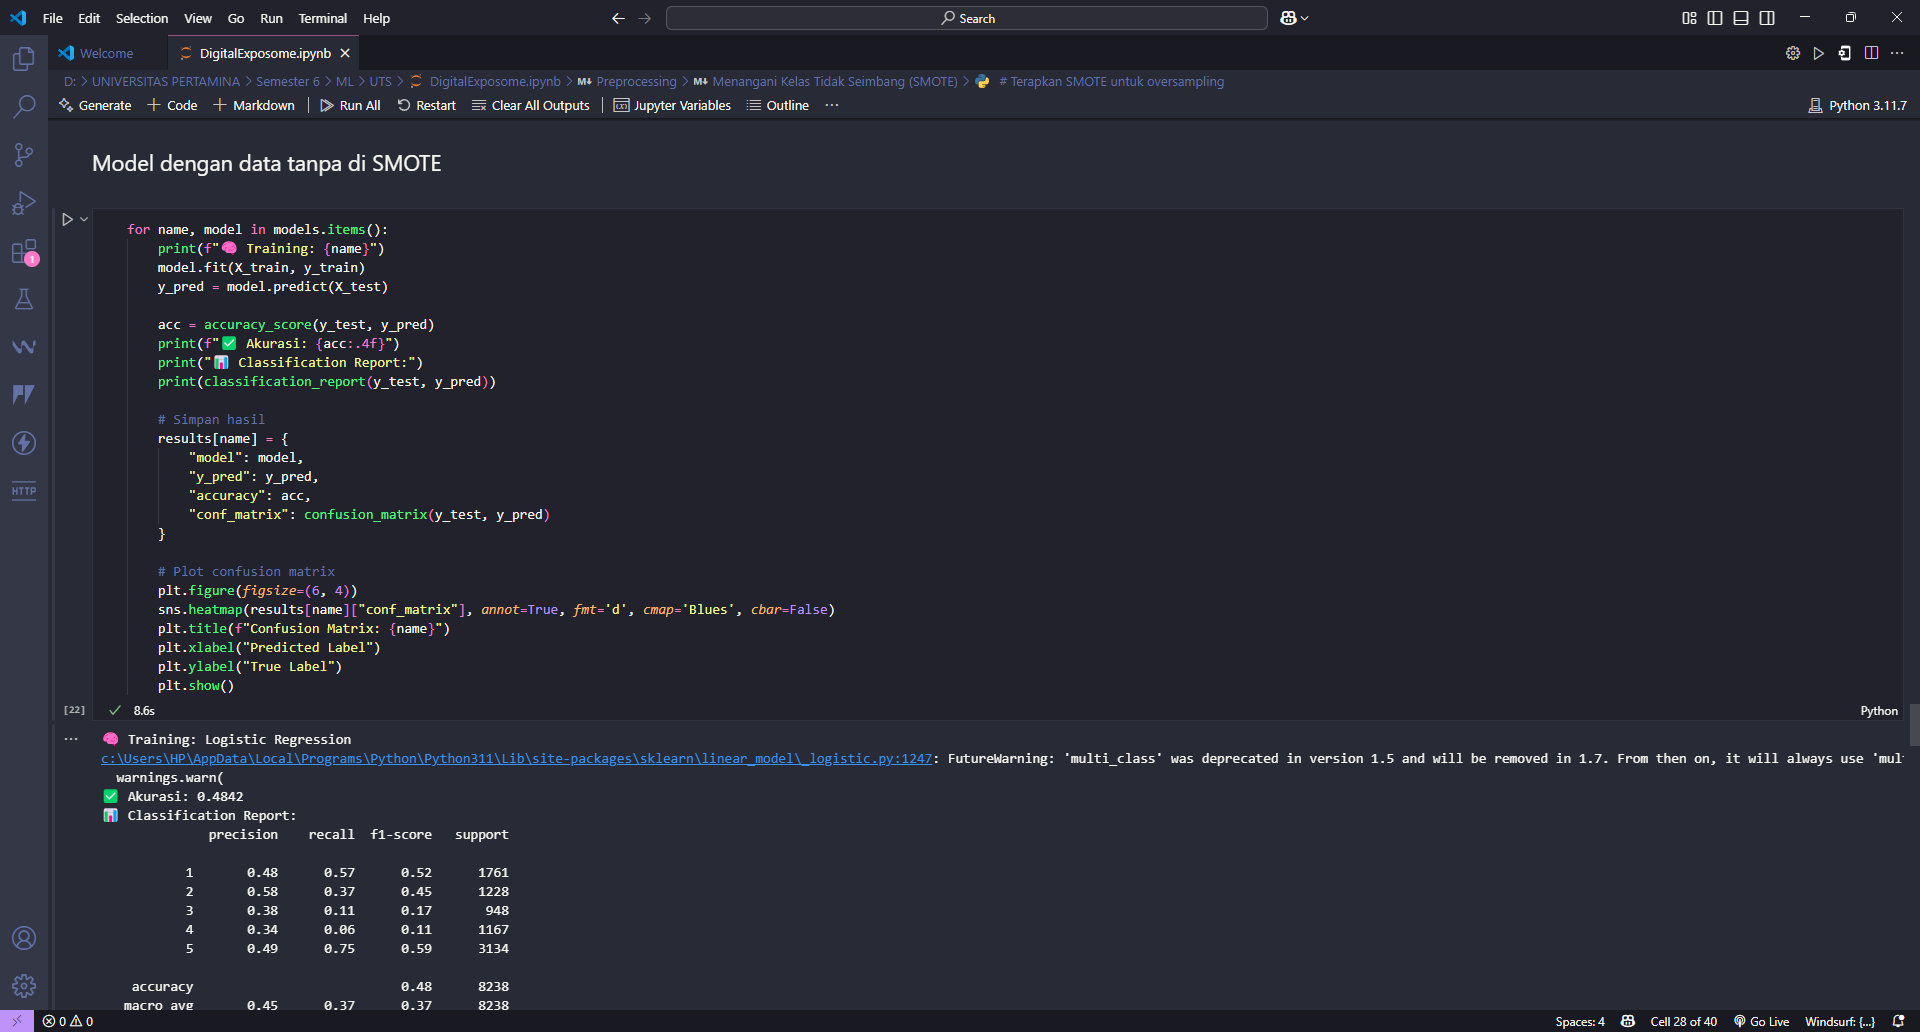 File Edit Selection View Go Run Terminal Help Search
Welcome DigitalExposome.ipynb
D: > UNIVERSITAS PERTAMINA > Semester 6 > ML > UTS > DigitalExposome.ipynb > M↓ Preprocessing > M↓ Menangani Kelas Tidak Seimbang (SMOTE) > # Terapkan SMOTE untuk oversampling
Generate + Code + Markdown | Run All Restart Clear All Outputs | Jupyter Variables Outline ... Python 3.11.7
Model dengan data tanpa di SMOTE
for name, model in models.items():
    print(f"🧠 Training: {name}")
    model.fit(X_train, y_train)
    y_pred = model.predict(X_test)
    acc = accuracy_score(y_test, y_pred)
    print(f"✅ Akurasi: {acc:.4f}")
    print("📊 Classification Report:")
    print(classification_report(y_test, y_pred))
    # Simpan hasil
    results[name] = {
        "model": model,
        "y_pred": y_pred,
        "accuracy": acc,
        "conf_matrix": confusion_matrix(y_test, y_pred)
    }
    # Plot confusion matrix
    plt.figure(figsize=(6, 4))
    sns.heatmap(results[name]["conf_matrix"], annot=True, fmt='d', cmap='Blues', cbar=False)
    plt.title(f"Confusion Matrix: {name}")
    plt.xlabel("Predicted Label")
    plt.ylabel("True Label")
    plt.show()
[22] ✓ 8.6s Python
... 🧠 Training: Logistic Regression
c:\Users\HP\AppData\Local\Programs\Python\Python311\Lib\site-packages\sklearn\linear_model\_logistic.py:1247: FutureWarning: 'multi_class' was deprecated in version 1.5 and will be removed in 1.7. From then on, it will always use 'mul
  warnings.warn(
✅ Akurasi: 0.4842
📊 Classification Report:
precision recall f1-score support
1 0.48 0.57 0.52 1761
2 0.58 0.37 0.45 1228
3 0.38 0.11 0.17 948
4 0.34 0.06 0.11 1167
5 0.49 0.75 0.59 3134
accuracy 0.48 8238
macro avg 0.45 0.37 0.37 8238
HTTP
1
0 0 Spaces: 4 Cell 28 of 40 Go Live Windsurf: {...}